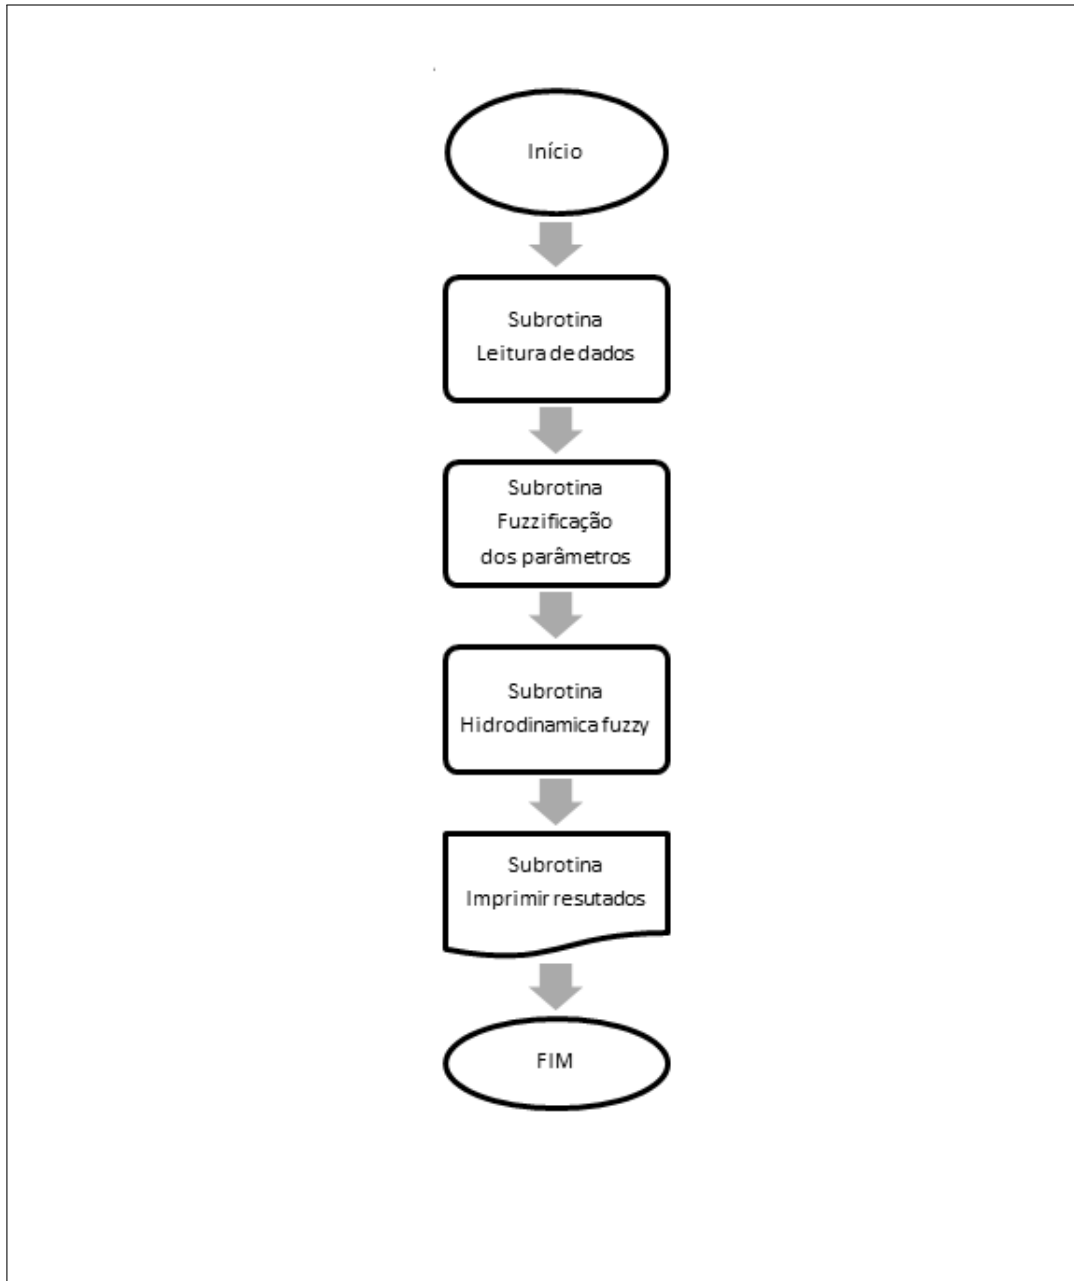 Início
Subrotina
Leitura de dados
Subrotina
Fuzzificação
dos parâmetros
Subrotina
Hidrodinamica fuzzy
Subrotina
Imprimir resutados
FIM